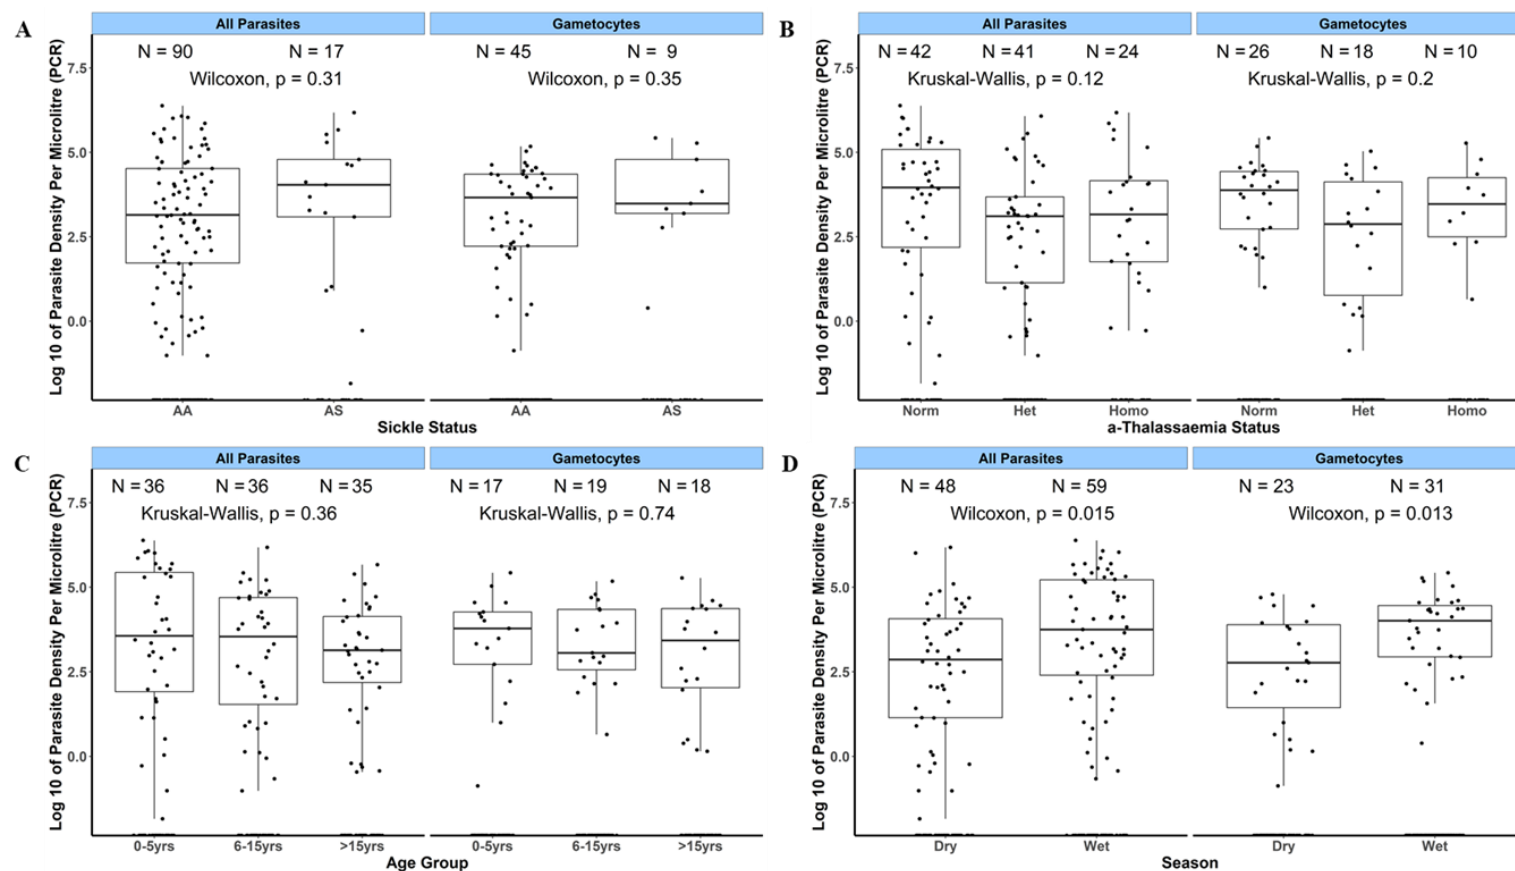 A
All Parasites
Gametocytes
N = 90
N = 17
N = 45
N = 9
Wilcoxon, p = 0.31
Wilcoxon, p = 0.35
Log 10 of Parasite Density Per Microlitre (PCR)
7.5
5.0
2.5
0.0
AA
AS
AA
AS
Sickle Status
B
All Parasites
Gametocytes
N = 42
N = 41
N = 24
N = 26
N = 18
N = 10
Kruskal-Wallis, p = 0.12
Kruskal-Wallis, p = 0.2
Log 10 of Parasite Density Per Microlitre (PCR)
7.5
5.0
2.5
0.0
Norm
Het
Homo
Norm
Het
Homo
a-Thalassaemia Status
C
All Parasites
Gametocytes
N = 36
N = 36
N = 35
N = 17
N = 19
N = 18
Kruskal-Wallis, p = 0.36
Kruskal-Wallis, p = 0.74
Log 10 of Parasite Density Per Microlitre (PCR)
7.5
5.0
2.5
0.0
0-5yrs
6-15yrs
>15yrs
0-5yrs
6-15yrs
>15yrs
Age Group
D
All Parasites
Gametocytes
N = 48
N = 59
N = 23
N = 31
Wilcoxon, p = 0.015
Wilcoxon, p = 0.013
Log 10 of Parasite Density Per Microlitre (PCR)
7.5
5.0
2.5
0.0
Dry
Wet
Dry
Wet
Season